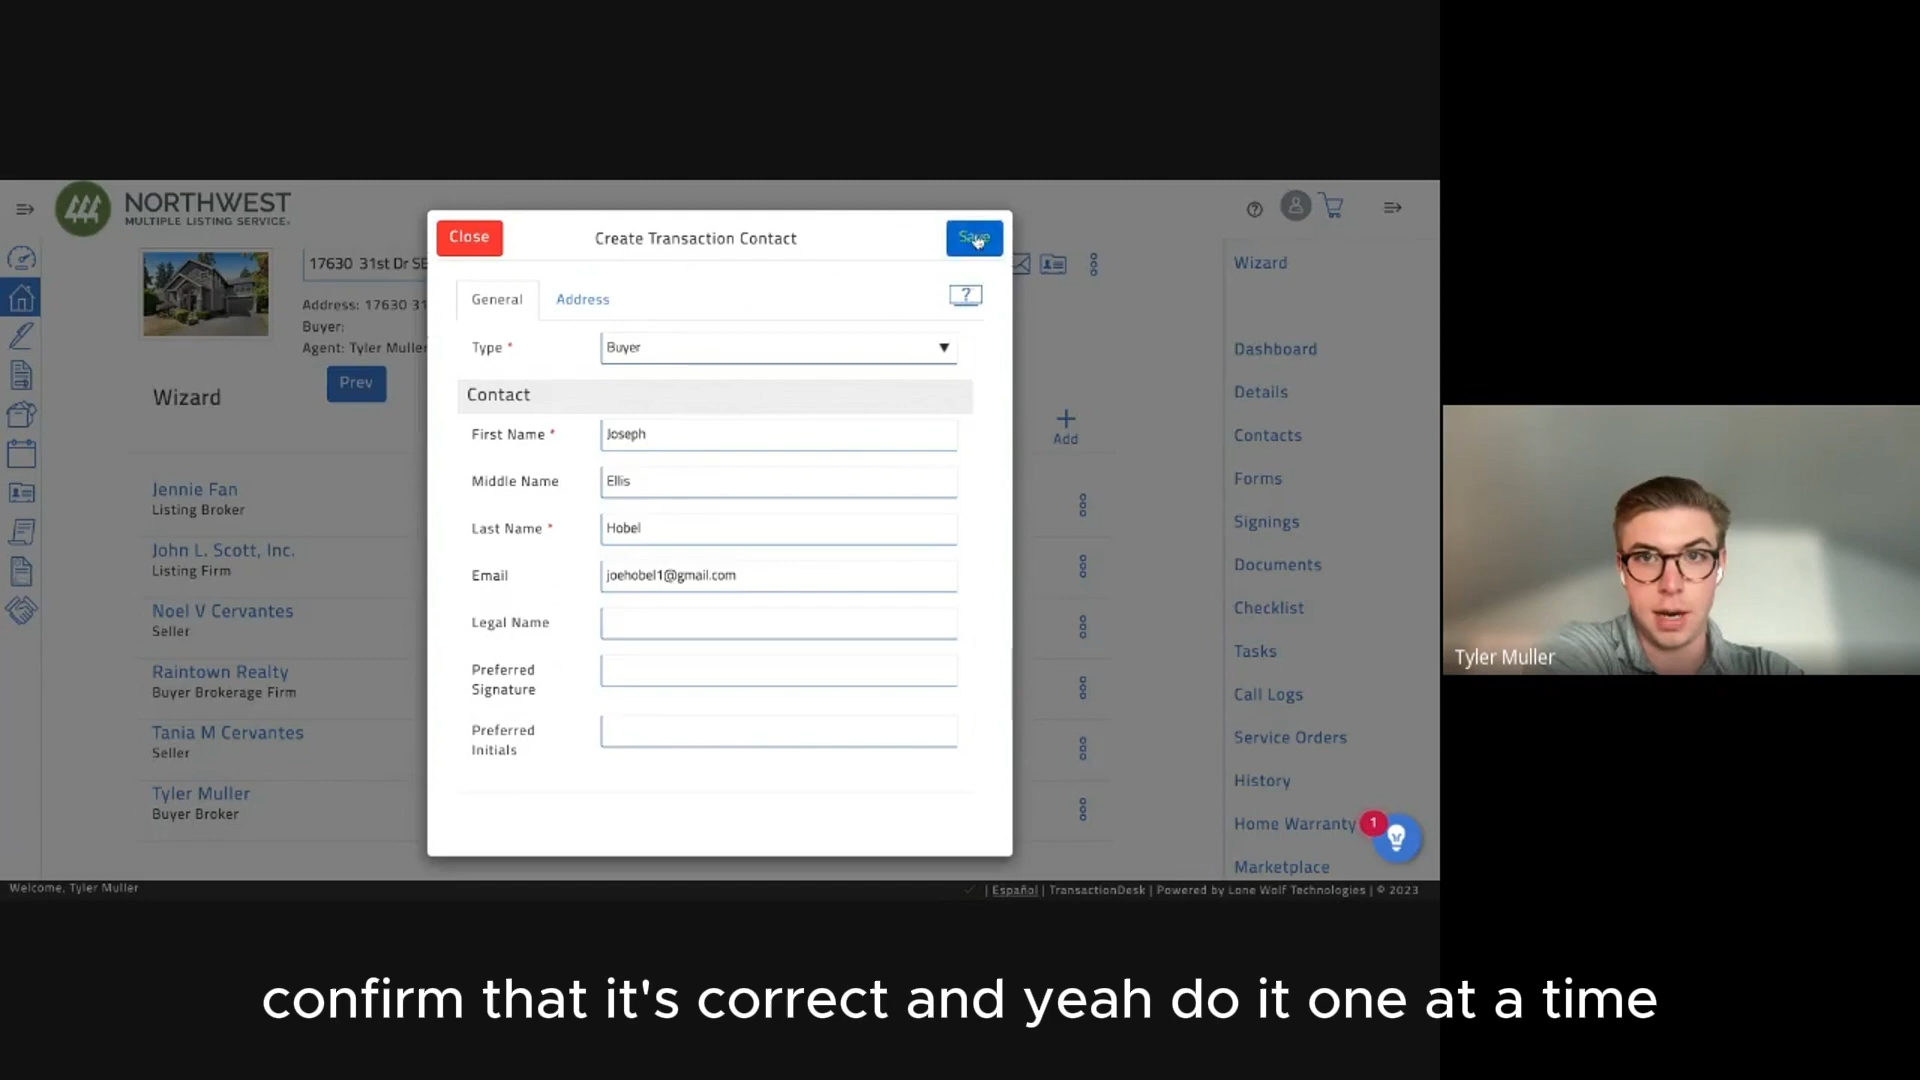 NORTHWEST
MULTIPLE LISTING SERVICE
17630 31st Dr SE
Address: 17630 31
Buyer:
Agent: Tyler Muller
Wizard
Prev
Jennie Fan
Listing Broker
John L. Scott, Inc.
Listing Firm
Noel V Cervantes
Seller
Raintown Realty
Buyer Brokerage Firm
Tania M Cervantes
Seller
Tyler Muller
Buyer Broker
Close
Create Transaction Contact
Save
General
Address
?
Type *
Buyer
Contact
First Name *
Joseph
Middle Name
Ellis
Last Name *
Hobel
Email
joehobel1@gmail.com
Legal Name
Preferred
Signature
Preferred
Initials
Add
Wizard
Dashboard
Details
Contacts
Forms
Signings
Documents
Checklist
Tasks
Call Logs
Service Orders
History
Home Warranty
1
Marketplace
Welcome, Tyler Muller
| Español | TransactionDesk | Powered by Lone Wolf Technologies | © 2023
Tyler Muller
confirm that it's correct and yeah do it one at a time